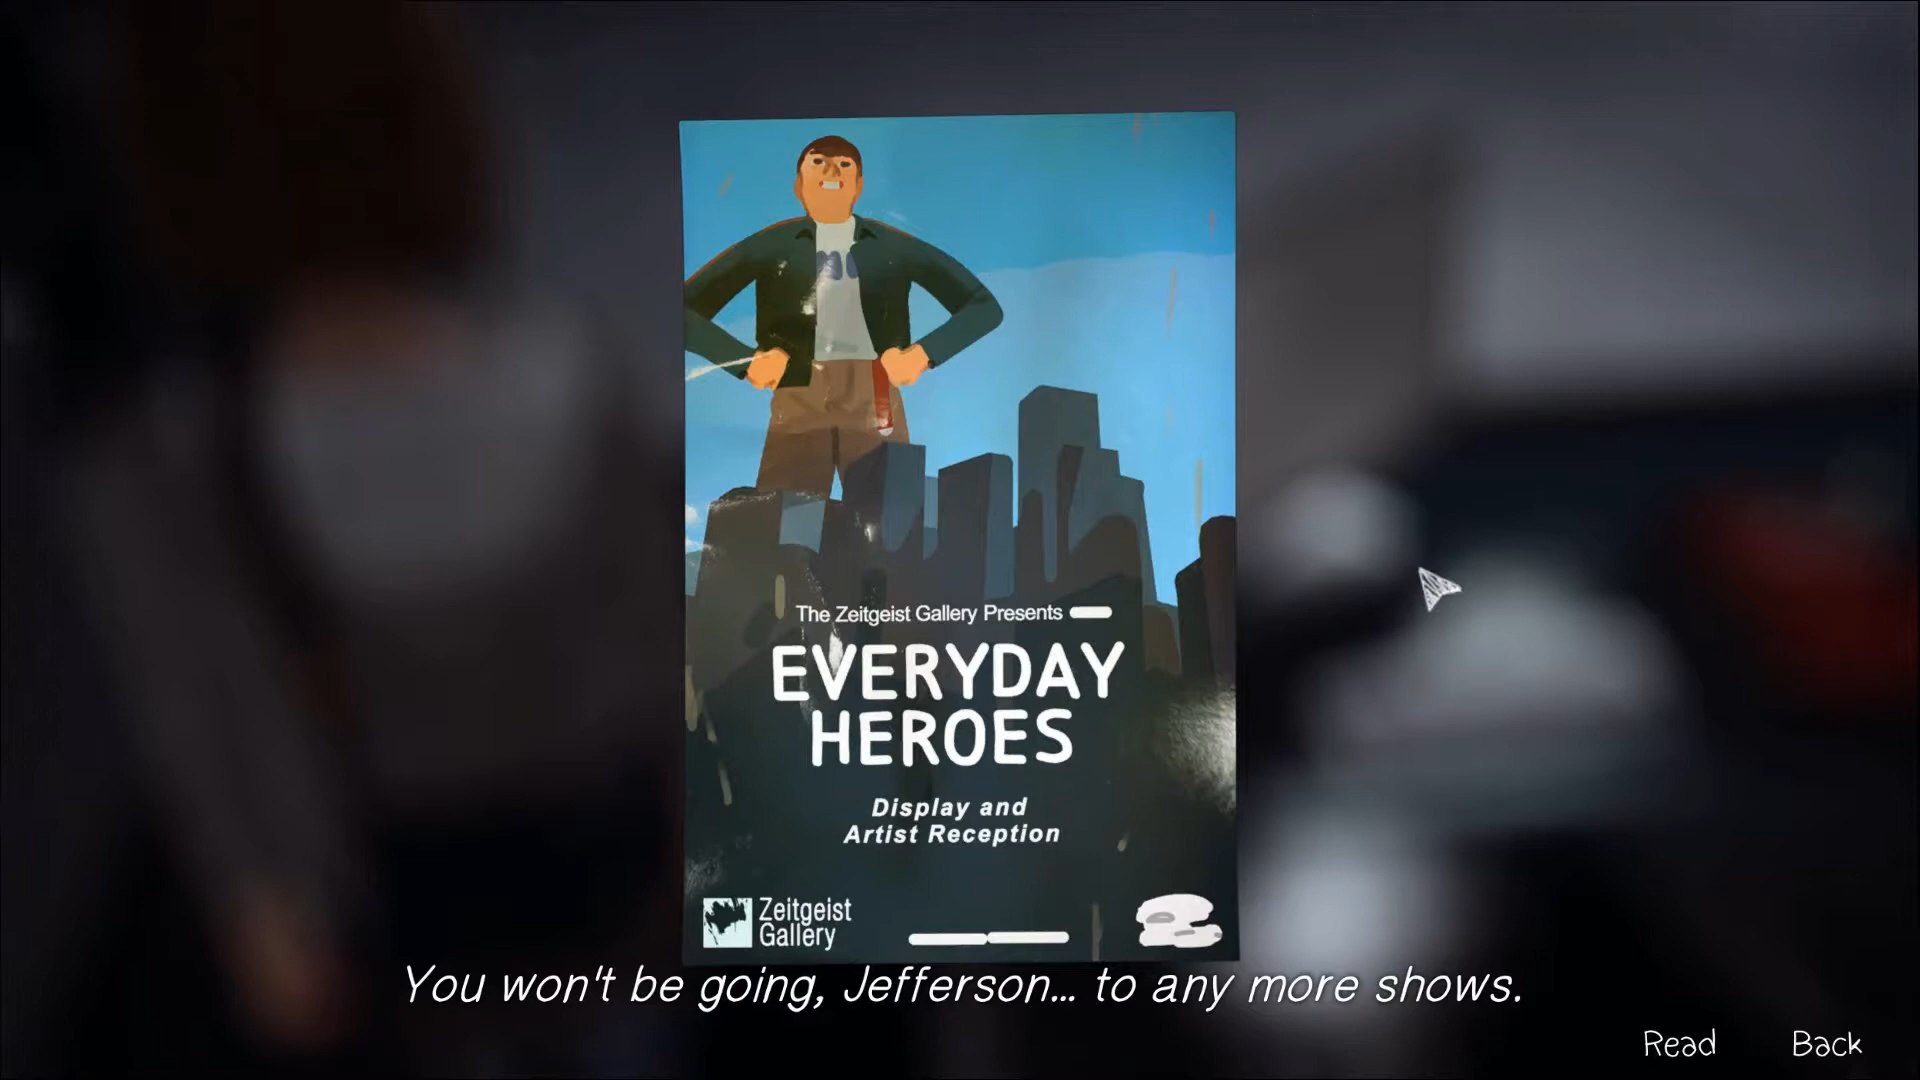 The Zeitgeist Gallery Presents
EVERYDAY
HEROES
Display and
Artist Reception
Zeitgeist
Gallery
You won't be going, Jefferson... to any more shows.
Read Back